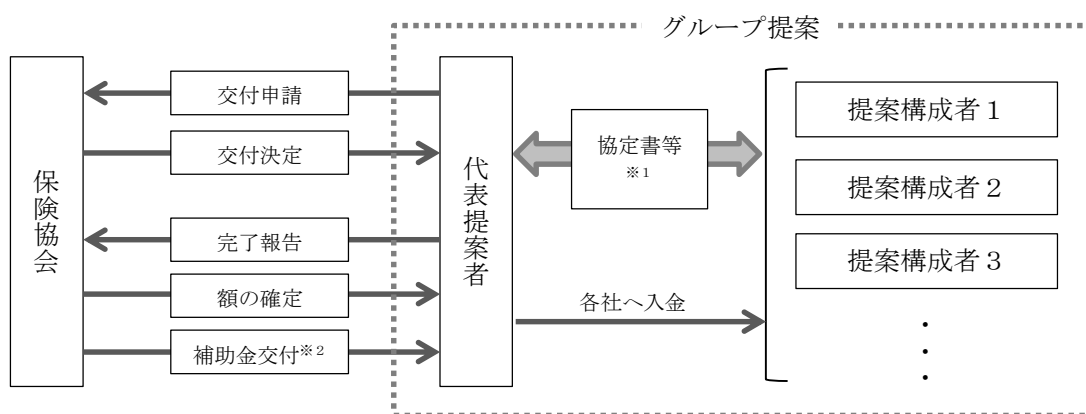 グループ提案
保険協会
交付申請
交付決定
完了報告
額の確定
補助金交付※2
代表提案者
協定書等
※1
各社へ入金
提案構成者1
提案構成者2
提案構成者3
・
・
・